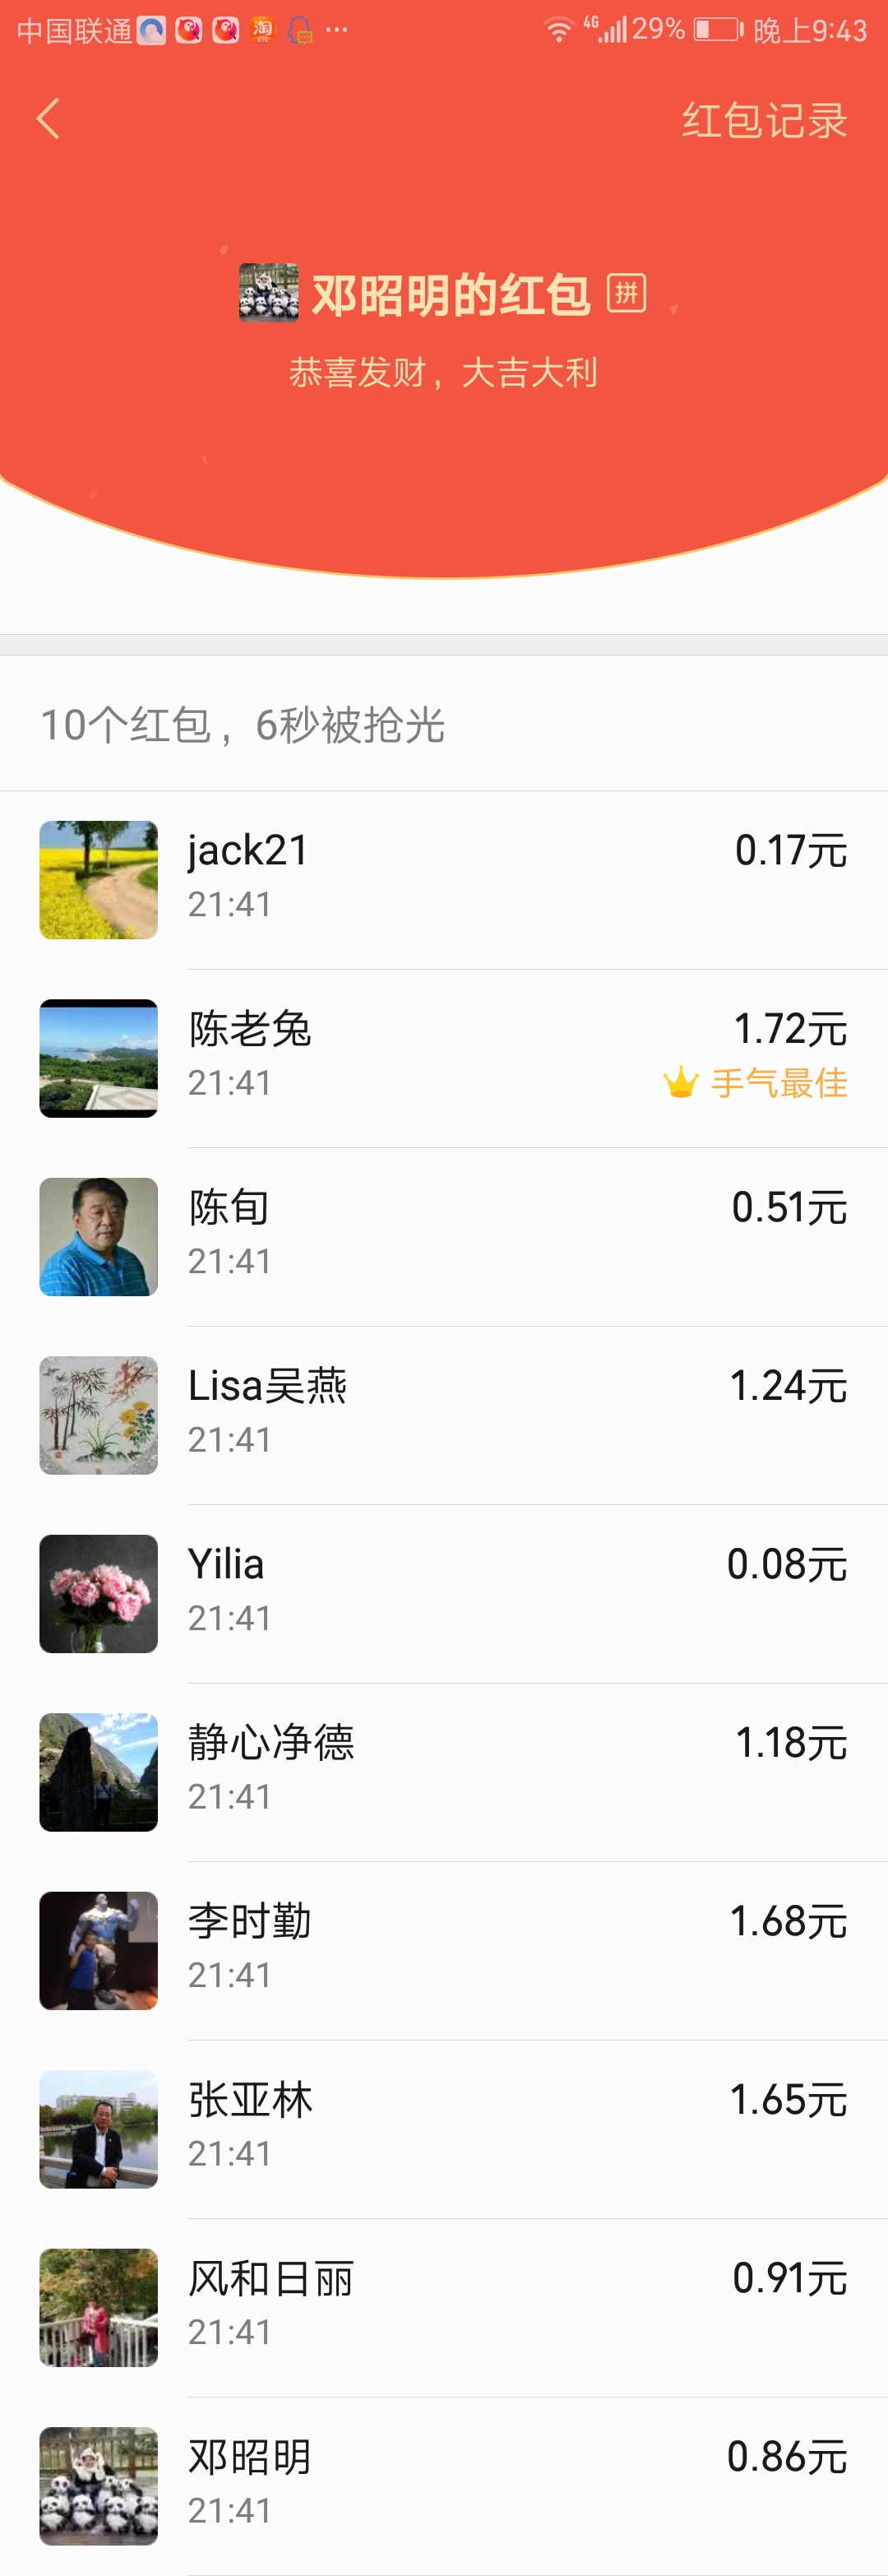 中国联通 淘 ... 4G 29% 晚上9:43
红包记录
邓昭明的红包 拼
恭喜发财，大吉大利
10个红包，6秒被抢光
jack21 0.17元
21:41
陈老兔 1.72元
21:41 手气最佳
陈旬 0.51元
21:41
Lisa吴燕 1.24元
21:41
Yilia 0.08元
21:41
静心净德 1.18元
21:41
李时勤 1.68元
21:41
张亚林 1.65元
21:41
风和日丽 0.91元
21:41
邓昭明 0.86元
21:41